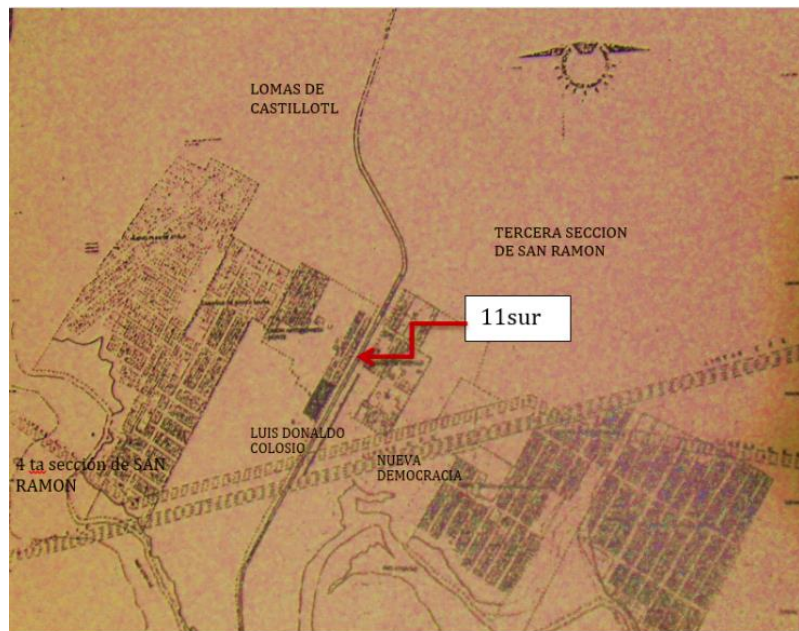 LOMAS DE
CASTILLOTL
TERCERA SECCION
DE SAN RAMON
11sur
LUIS DONALDO
COLOSIO
4 ta sección de SAN
RAMON
NUEVA
DEMOCRACIA